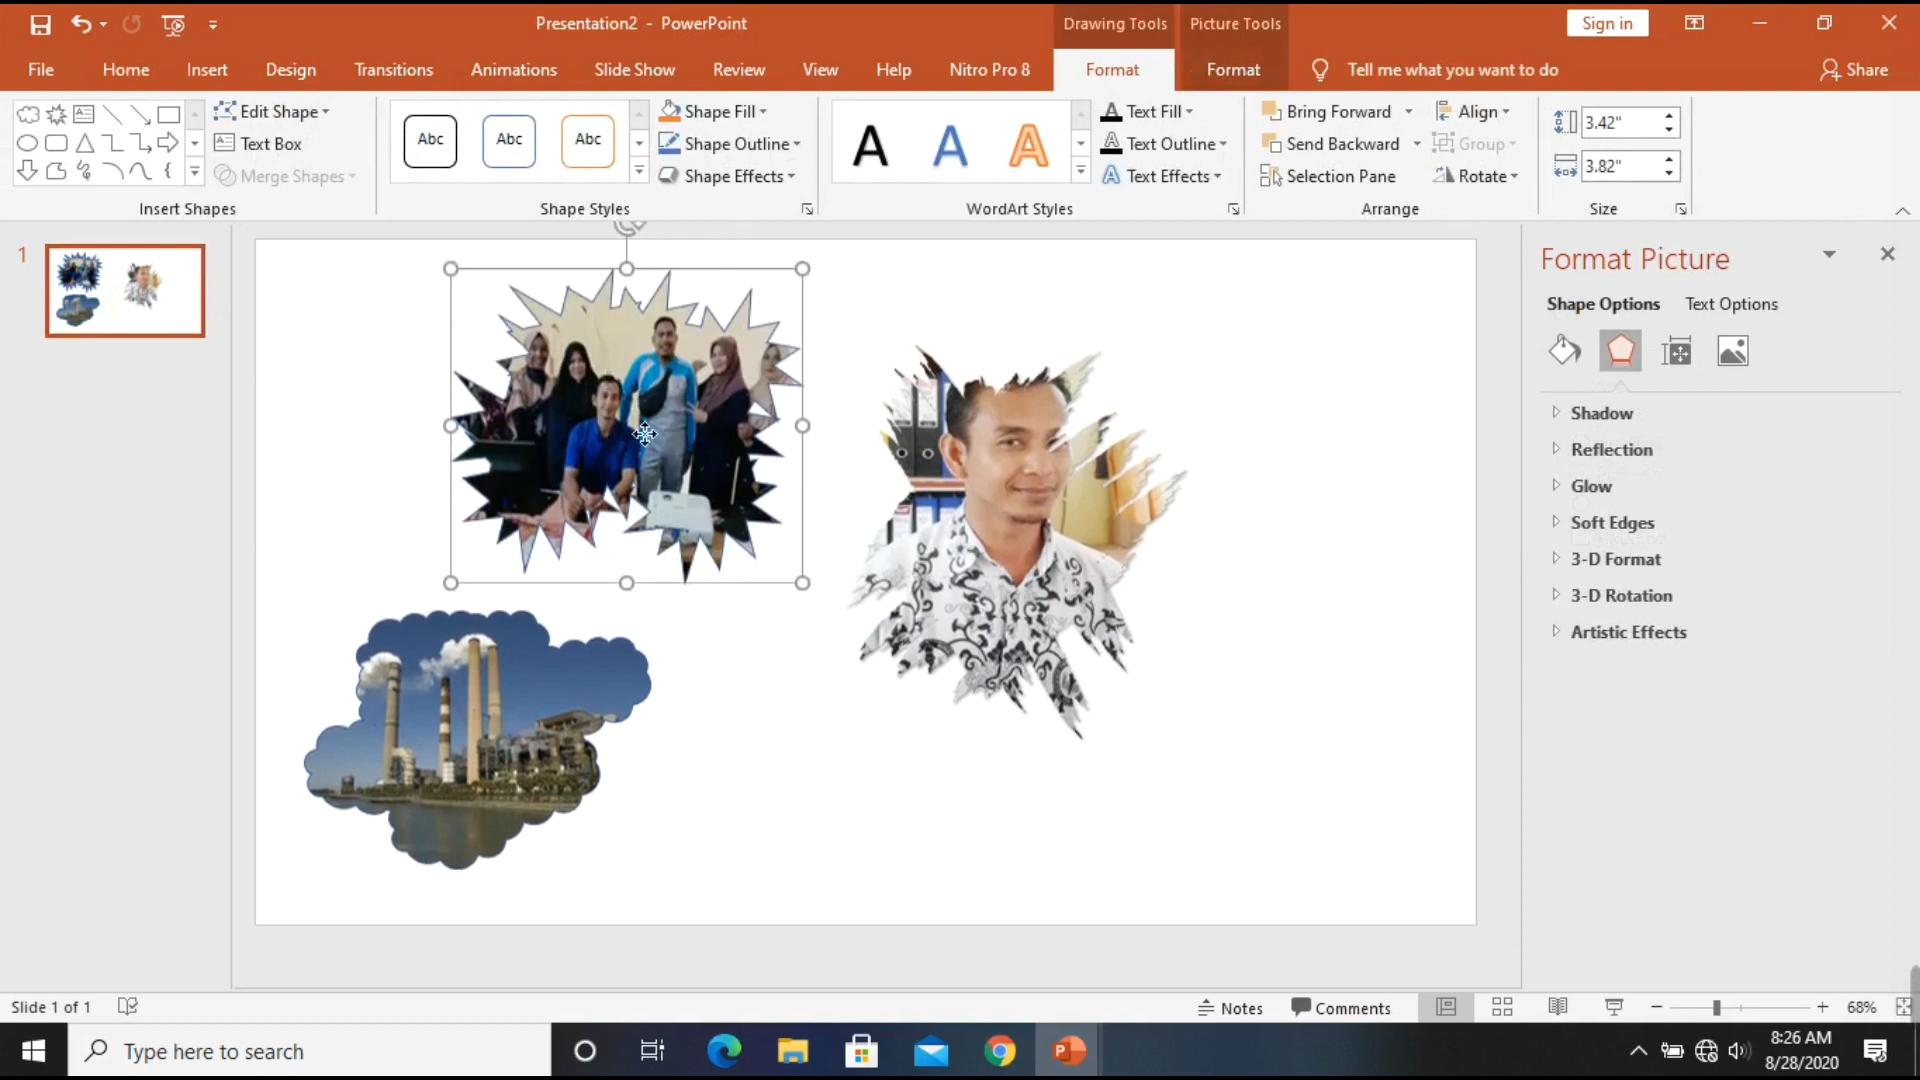 Presentation2 - PowerPoint
Drawing Tools
Picture Tools
Sign in
File
Home
Insert
Design
Transitions
Animations
Slide Show
Review
View
Help
Nitro Pro 8
Format
Format
Tell me what you want to do
Share
Edit Shape
Text Box
Merge Shapes
Insert Shapes
Abc
Abc
Abc
Shape Fill
Shape Outline
Shape Effects
Shape Styles
A
A
A
Text Fill
Text Outline
Text Effects
WordArt Styles
Bring Forward
Send Backward
Selection Pane
Align
Group
Rotate
Arrange
3.42"
3.82"
Size
1
Format Picture
Shape Options
Text Options
Shadow
Reflection
Glow
Soft Edges
3-D Format
3-D Rotation
Artistic Effects
Slide 1 of 1
Notes
Comments
68%
Type here to search
8:26 AM
8/28/2020